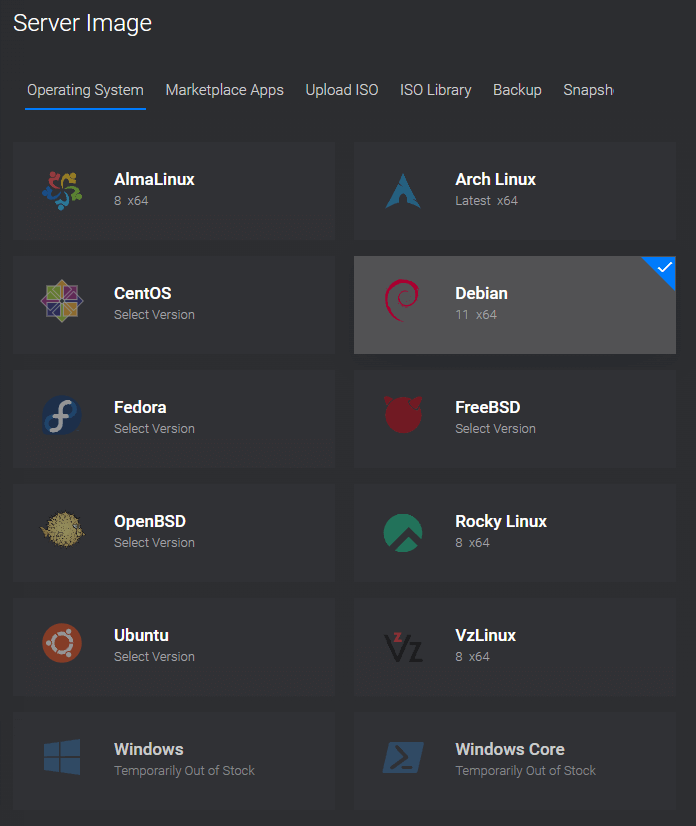 Server Image
Operating System Marketplace Apps Upload ISO ISO Library Backup Snapsh
AlmaLinux
8 x64
Arch Linux
Latest x64
CentOS
Select Version
Debian
11 x64
Fedora
Select Version
FreeBSD
Select Version
OpenBSD
Select Version
Rocky Linux
8 x64
Ubuntu
Select Version
VzLinux
8 x64
Windows
Temporarily Out of Stock
Windows Core
Temporarily Out of Stock